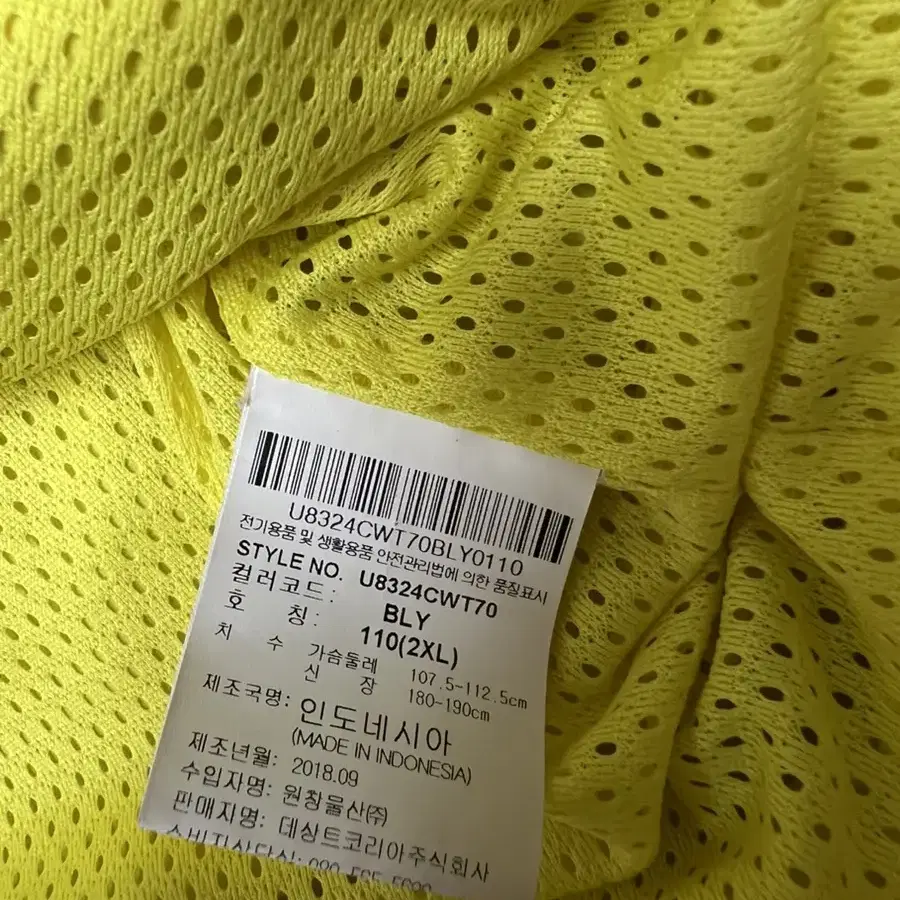 U8324CWT70BLY0110
전기용품 및 생활용품 안전관리법에 의한 품질표시
STYLE NO. U8324CWT70
컬러코드: BLY
호 칭: 110(2XL)
치 수 가슴둘레 107.5-112.5cm
신 장 180-190cm
제조국명: 인도네시아
(MADE IN INDONESIA)
제조년월: 2018.09
수입자명: 원창물산㈜
판매자명: 데상트코리아주식회사